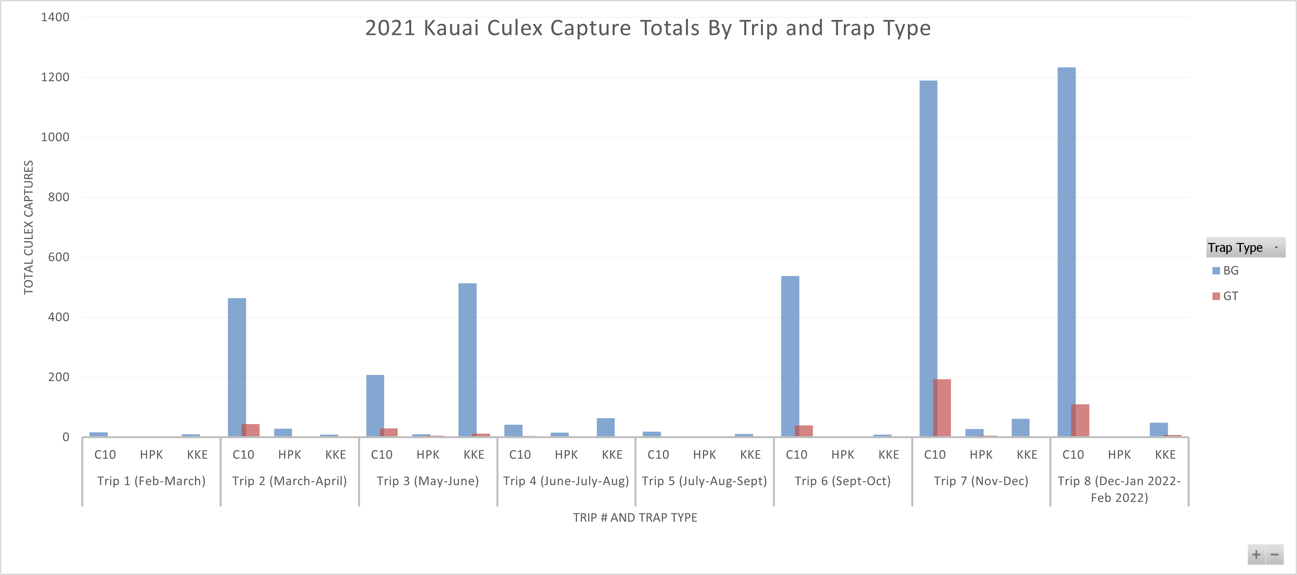 2021 Kauai Culex Capture Totals By Trip and Trap Type
1400
1200
1000
800
600
400
200
0
TOTAL CULEX CAPTURES
C10 HPK KKE C10 HPK KKE C10 HPK KKE C10 HPK KKE C10 HPK KKE C10 HPK KKE C10 HPK KKE C10 HPK KKE
Trip 1 (Feb-March) Trip 2 (March-April) Trip 3 (May-June) Trip 4 (June-July-Aug) Trip 5 (July-Aug-Sept) Trip 6 (Sept-Oct) Trip 7 (Nov-Dec) Trip 8 (Dec-Jan 2022-
Feb 2022)
TRIP # AND TRAP TYPE
Trap Type
BG
GT
+ −